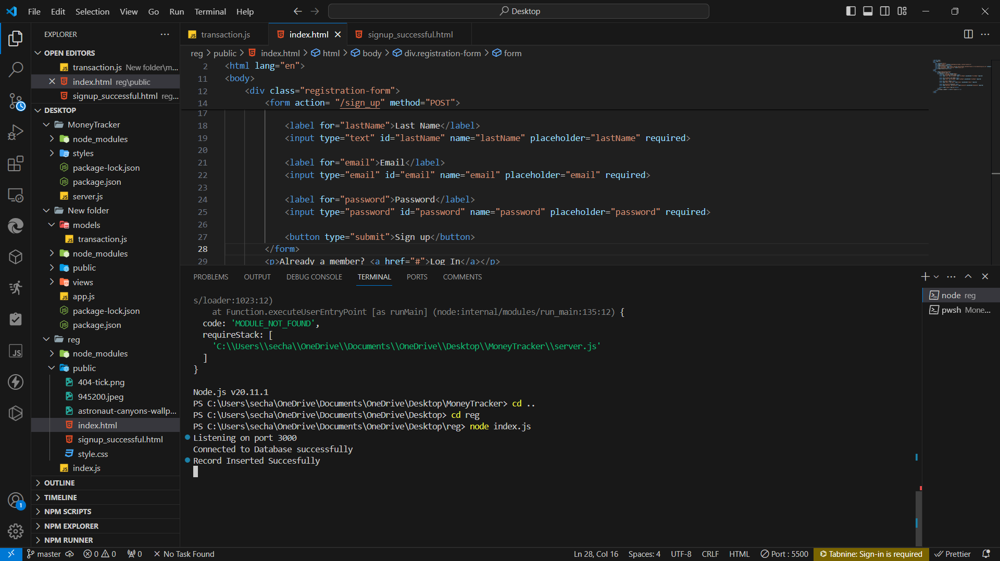 File Edit Selection View Go Run Terminal Help
Desktop
EXPLORER
OPEN EDITORS
transaction.js New folder\m...
index.html reg\public
signup_successful.html reg...
DESKTOP
MoneyTracker
node_modules
styles
package-lock.json
package.json
server.js
New folder
models
transaction.js
node_modules
public
views
app.js
package-lock.json
package.json
reg
node_modules
public
404-tick.png
945200.jpeg
astronaut-canyons-wallp...
index.html
signup_successful.html
style.css
index.js
OUTLINE
TIMELINE
NPM SCRIPTS
NPM EXPLORER
NPM RUNNER
transaction.js
index.html
signup_successful.html
reg > public > index.html > html > body > div.registration-form > form
2 <html lang="en">
11 <body>
12 <div class="registration-form">
14 <form action= "/sign_up" method="POST">
17
18 <label for="lastName">Last Name</label>
19 <input type="text" id="lastName" name="lastName" placeholder="lastName" required>
20
21 <label for="email">Email</label>
22 <input type="email" id="email" name="email" placeholder="email" required>
23
24 <label for="password">Password</label>
25 <input type="password" id="password" name="password" placeholder="password" required>
26
27 <button type="submit">Sign up</button>
28 </form>
29 <p>Already a member? <a href="#">Log In</a></p>
PROBLEMS OUTPUT DEBUG CONSOLE TERMINAL PORTS COMMENTS
s/loader:1023:12)
at Function.executeUserEntryPoint [as runMain] (node:internal/modules/run_main:135:12) {
code: 'MODULE_NOT_FOUND',
requireStack: [
'C:\\Users\\secha\\OneDrive\\Documents\\OneDrive\\Desktop\\MoneyTracker\\server.js'
]
}
Node.js v20.11.1
PS C:\Users\secha\OneDrive\Documents\OneDrive\Desktop\MoneyTracker> cd ..
PS C:\Users\secha\OneDrive\Documents\OneDrive\Desktop> cd reg
PS C:\Users\secha\OneDrive\Documents\OneDrive\Desktop\reg> node index.js
Listening on port 3000
Connected to Database successfully
Record Inserted Succesfully
node reg
pwsh Mone...
1
master 0 0 0 No Task Found
Ln 28, Col 16 Spaces: 4 UTF-8 CRLF HTML Port : 5500 Tabnine: Sign-in is required Prettier